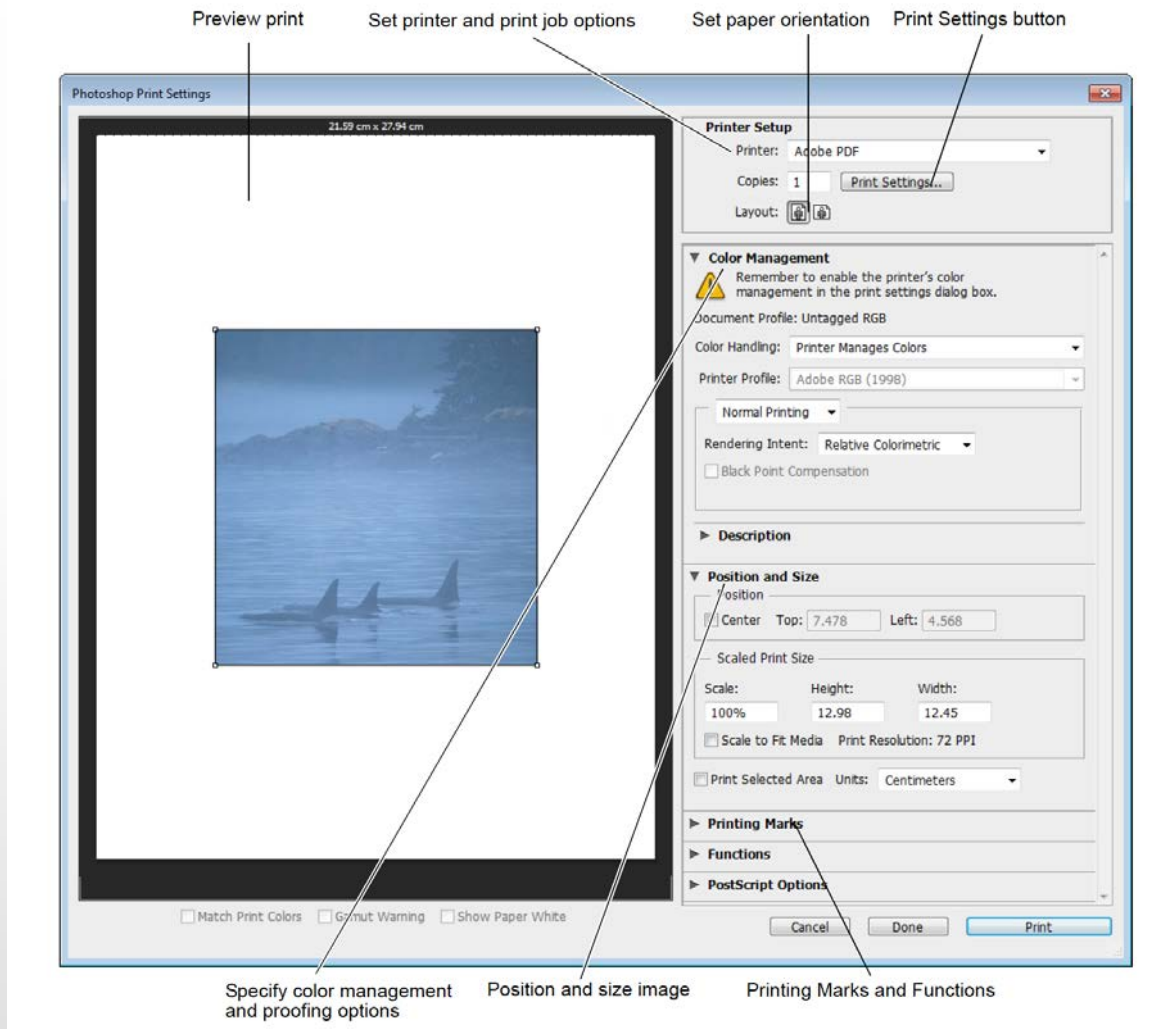 Preview print
Set printer and print job options
Set paper orientation
Print Settings button
Photoshop Print Settings
21.59 cm x 27.94 cm
Printer Setup
Printer: Adobe PDF
Copies: 1 Print Settings...
Layout:
Color Management
Remember to enable the printer's color
management in the print settings dialog box.
Document Profile: Untagged RGB
Color Handling: Printer Manages Colors
Printer Profile: Adobe RGB (1998)
Normal Printing
Rendering Intent: Relative Colorimetric
Black Point Compensation
Description
Position and Size
Position
Center Top: 7.478 Left: 4.568
Scaled Print Size
Scale: Height: Width:
100% 12.98 12.45
Scale to Fit Media Print Resolution: 72 PPI
Print Selected Area Units: Centimeters
Printing Marks
Functions
PostScript Options
Match Print Colors Gamut Warning Show Paper White
Cancel Done Print
Specify color management
and proofing options
Position and size image
Printing Marks and Functions